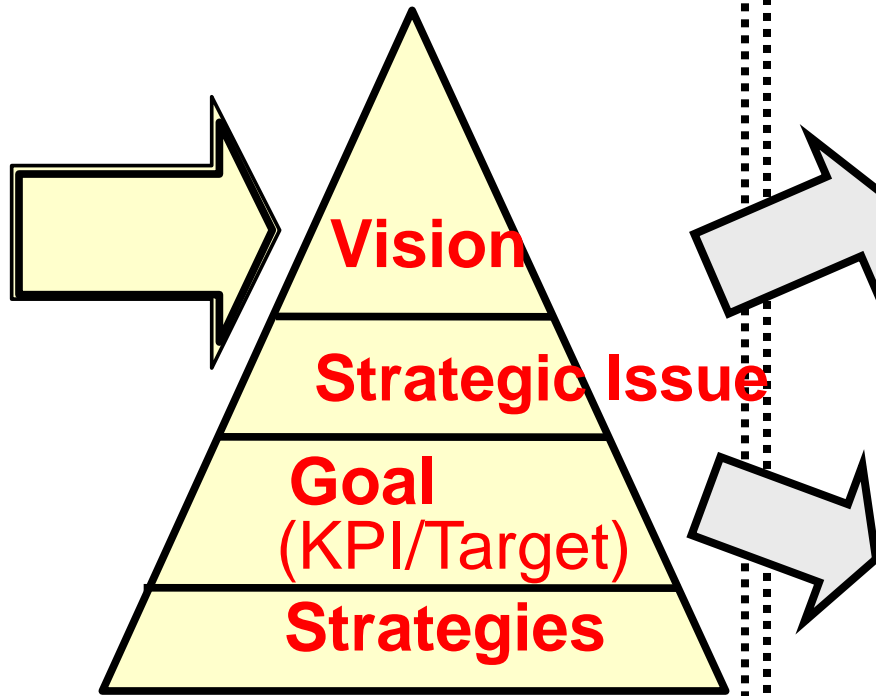 Vision
Strategic Issue
Goal
(KPI/Target)
Strategies